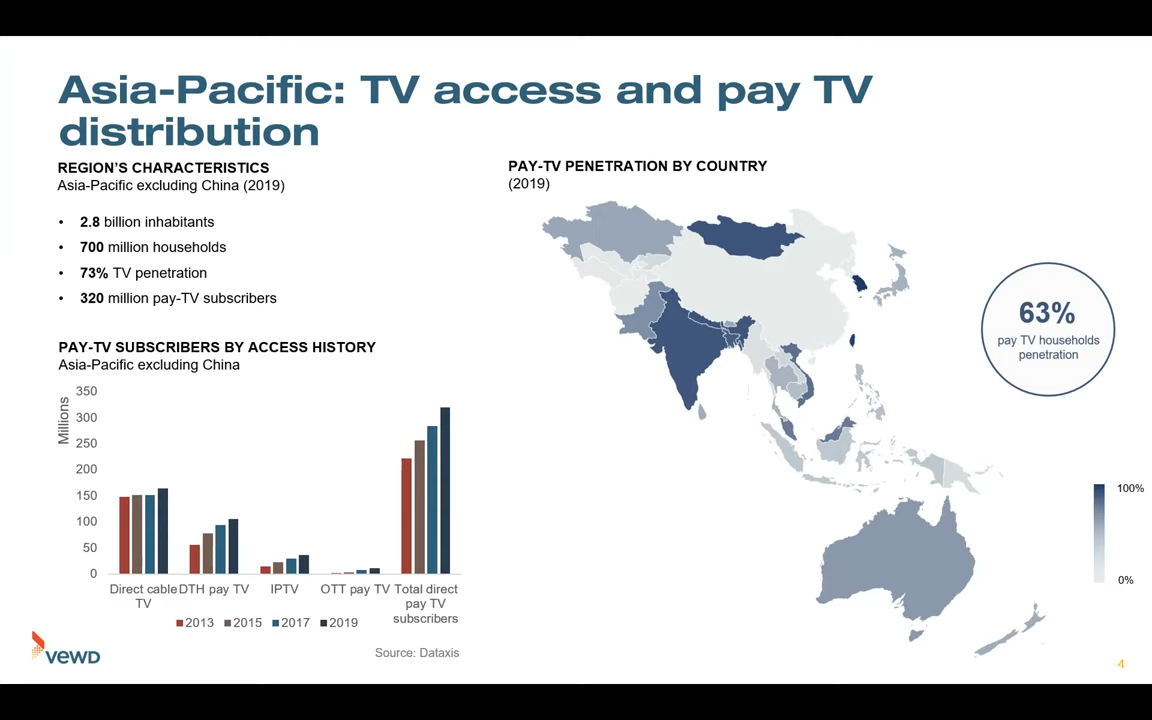 Asia-Pacific: TV access and pay TV
distribution
REGION'S CHARACTERISTICS
Asia-Pacific excluding China (2019)
• 2.8 billion inhabitants
• 700 million households
• 73% TV penetration
• 320 million pay-TV subscribers
PAY-TV SUBSCRIBERS BY ACCESS HISTORY
Asia-Pacific excluding China
Millions
350
300
250
200
150
100
50
0
Direct cable TV
DTH pay TV
IPTV
OTT pay TV
Total direct
pay TV
subscribers
2013 2015 2017 2019
Source: Dataxis
PAY-TV PENETRATION BY COUNTRY
(2019)
63%
pay TV households
penetration
100%
0%
vewd
4